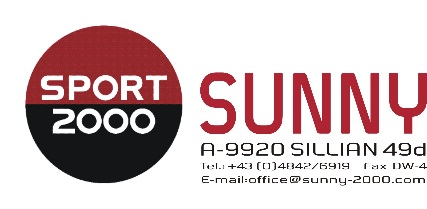 SPORT
2000
SUNNY
A-9920 SILLIAN 49d
Tel.: +43 (0)4842/6919 Fax DW-4
E-mail:office@sunny-2000.com